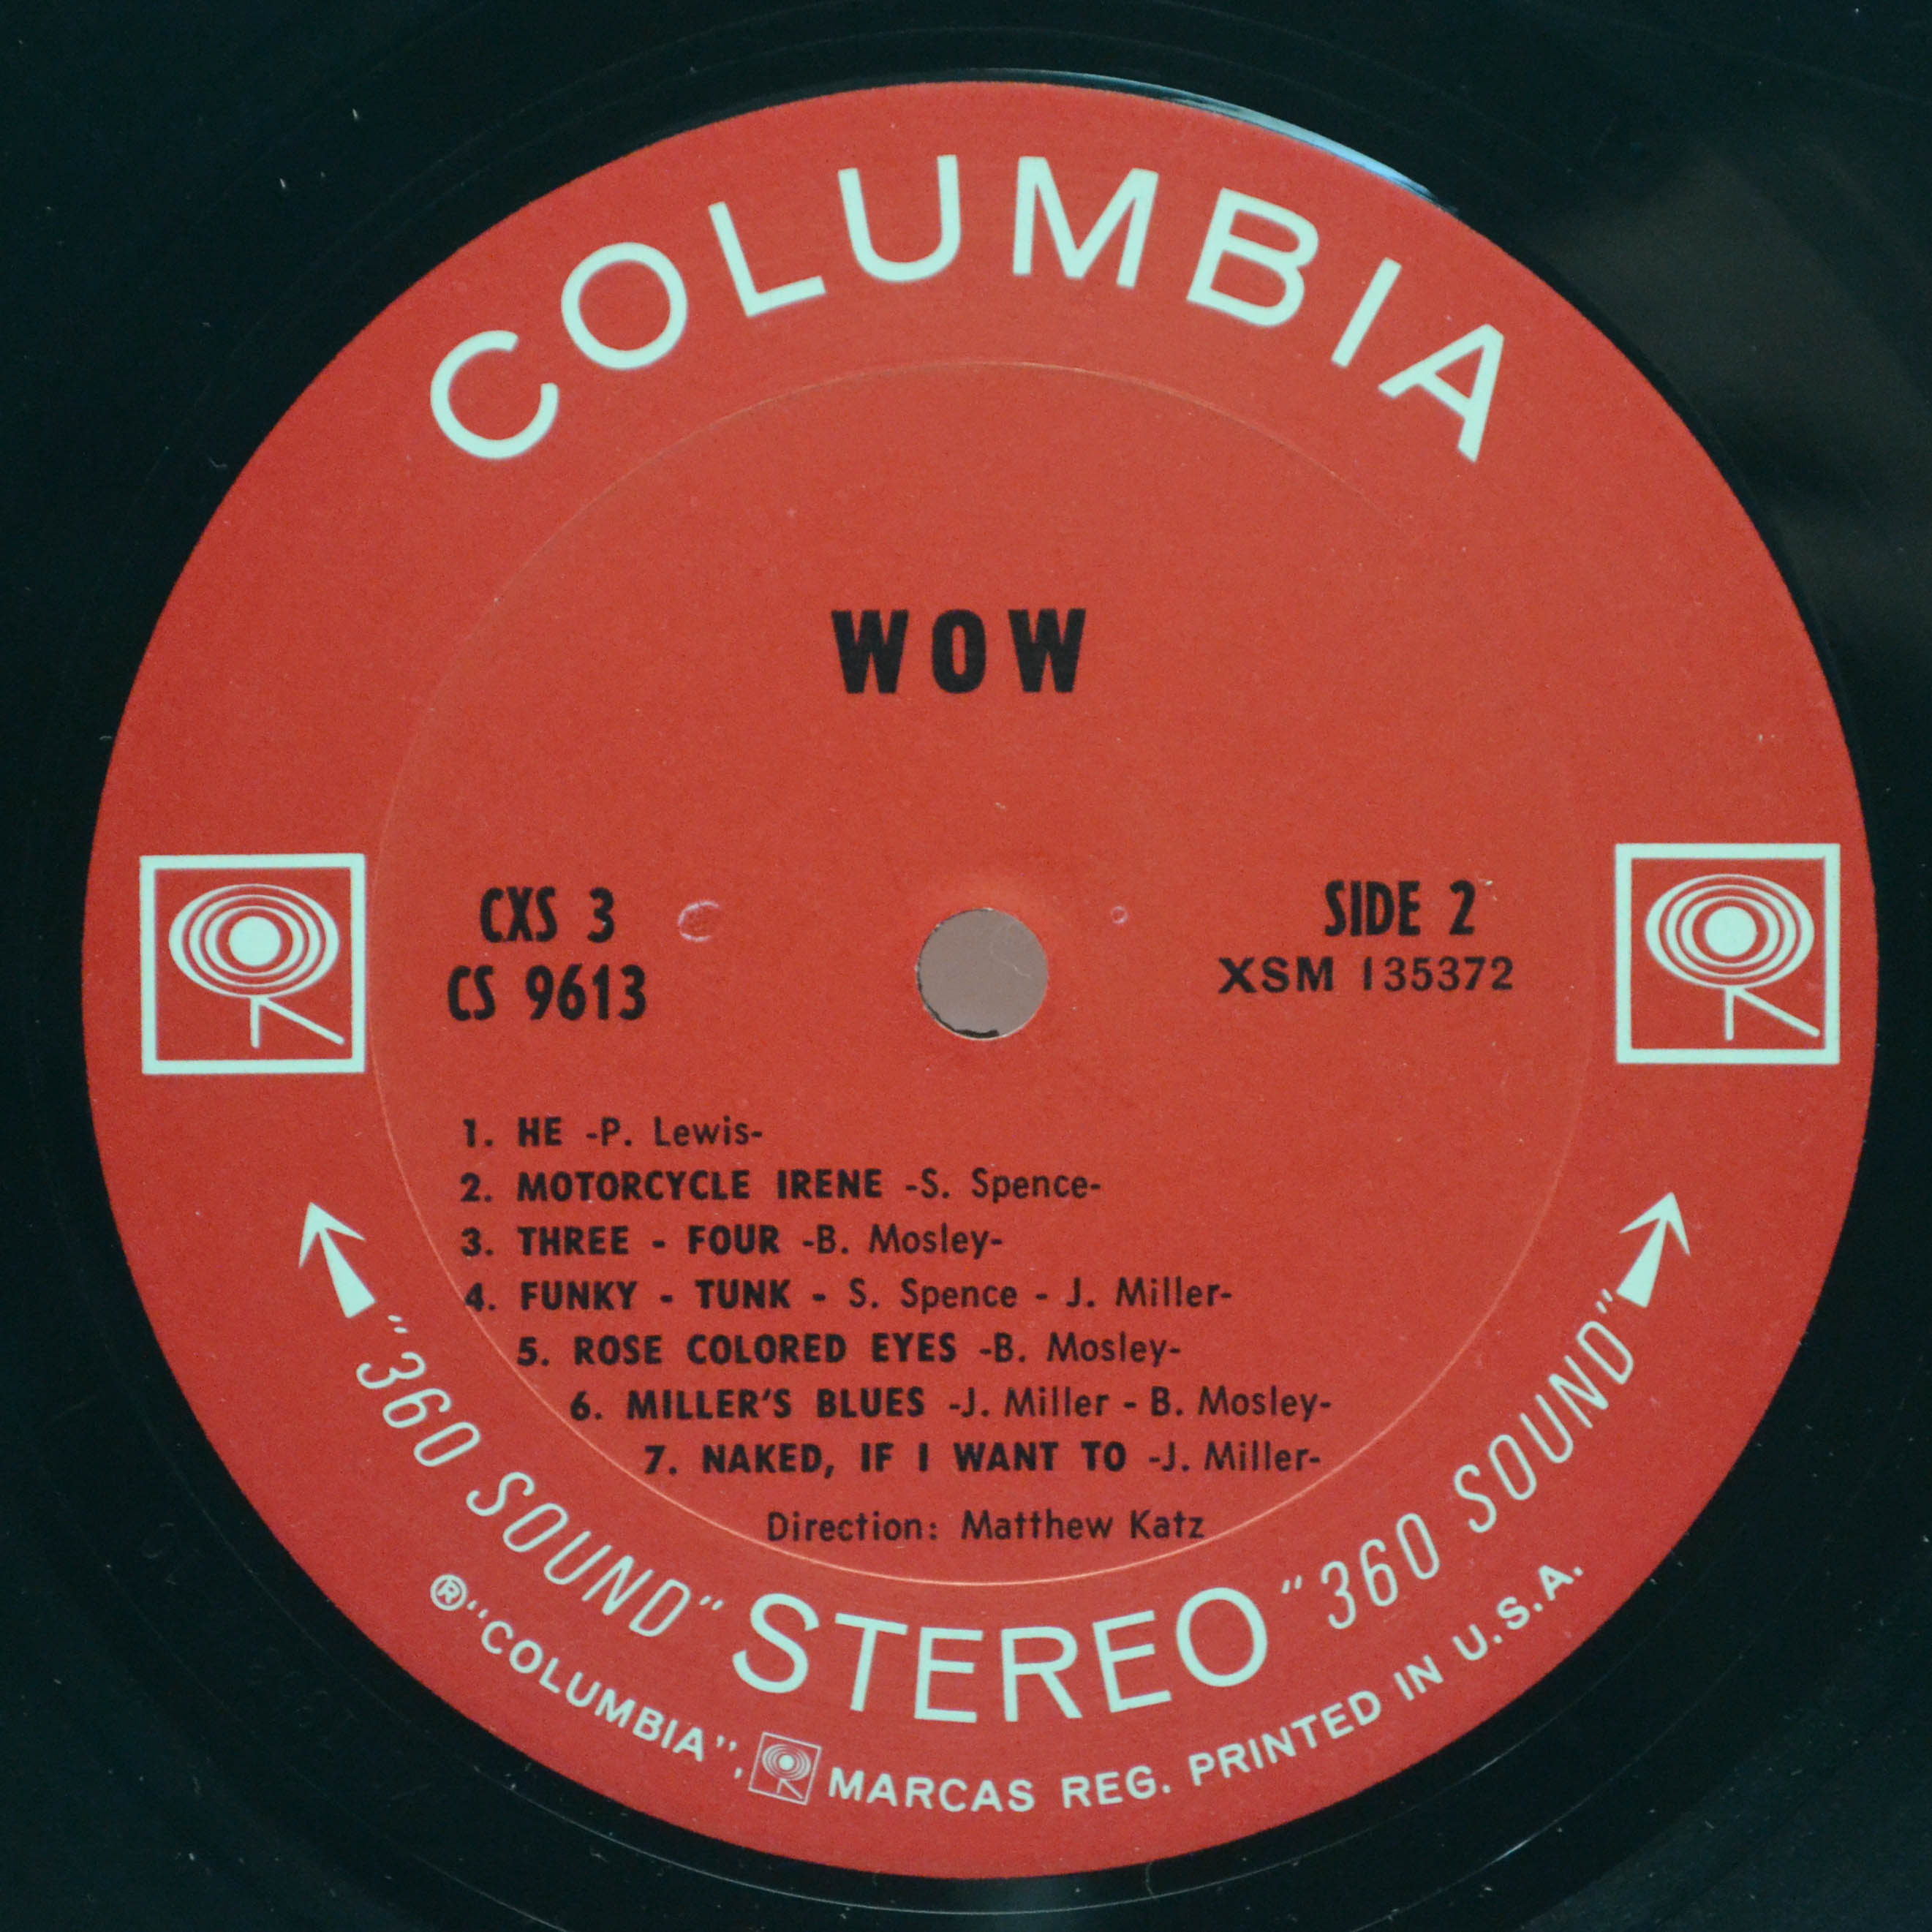 COLUMBIA
WOW
CXS 3
CS 9613
SIDE 2
XSM 135372
1. HE -P. Lewis-
2. MOTORCYCLE IRENE -S. Spence-
3. THREE - FOUR -B. Mosley-
4. FUNKY - TUNK - S. Spence - J. Miller-
5. ROSE COLORED EYES -B. Mosley-
6. MILLER'S BLUES -J. Miller - B. Mosley-
7. NAKED, IF I WANT TO -J. Miller-
Direction: Matthew Katz
"360 SOUND" STEREO "360 SOUND"
®"COLUMBIA", MARCAS REG. PRINTED IN U.S.A.